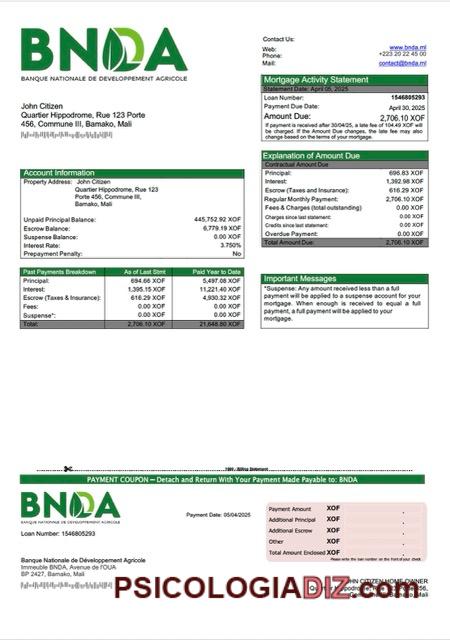 BNDA
BANQUE NATIONALE DE DEVELOPPEMENT AGRICOLE
Contact Us:
Web: www.bnda.ml
Phone: +223 20 22 45 00
Mail: contact@bnda.ml
Mortgage Activity Statement
Statement Date: April 05, 2025
Loan Number: 1546805293
Payment Due Date: April 30, 2025
Amount Due: 2,706.10 XOF
If payment is received after 30/04/25, a late fee of 104.49 XOF will
be charged. If the Amount Due changes, the late fee may also
change based on the terms of your mortgage.
John Citizen
Quartier Hippodrome, Rue 123 Porte
456, Commune III, Bamako, Mali
Explanation of Amount Due
Contractual Amount Due
Principal: 696.83 XOF
Interest: 1,392.98 XOF
Escrow (Taxes and Insurance): 616.29 XOF
Regular Monthly Payment: 2,706.10 XOF
Fees & Charges (total outstanding) 0.00 XOF
Charges since last statement: 0.00 XOF
Credits since last statement: 0.00 XOF
Overdue Payment: 0.00 XOF
Total Amount Due: 2,706.10 XOF
Account Information
Property Address: John Citizen
Quartier Hippodrome, Rue 123
Porte 456, Commune III,
Bamako, Mali
Unpaid Principal Balance: 445,752.92 XOF
Escrow Balance: 6,779.19 XOF
Suspense Balance: 0.00 XOF
Interest Rate: 3.750%
Prepayment Penalty: No
Past Payments Breakdown As of Last Stmt Paid Year to Date
Principal: 694.66 XOF 5,497.08 XOF
Interest: 1,395.15 XOF 11,221.40 XOF
Escrow (Taxes & Insurance): 616.29 XOF 4,930.32 XOF
Fees: 0.00 XOF 0.00 XOF
Suspense*: 0.00 XOF 0.00 XOF
Total: 2,706.10 XOF 21,648.80 XOF
Important Messages
*Suspense: Any amount received less than a full
payment will be applied to a suspense account for your
mortgage. When enough is received to equal a full
payment, a full payment will be applied to your
mortgage.
Billing Statement
PAYMENT COUPON – Detach and Return With Your Payment Made Payable to: BNDA
BNDA
BANQUE NATIONALE DE DEVELOPPEMENT AGRICOLE
Loan Number: 1546805293
Payment Date: 05/04/2025
Payment Amount XOF .
Additional Principal XOF .
Additional Escrow XOF .
Other XOF .
Total Amount Enclosed XOF .
Please write the loan number on the front of your check
Banque Nationale de Développement Agricole
Immeuble BNDA, Avenue de l'OUA
BP 2427, Bamako, Mali
JOHN CITIZEN HOME OWNER
PSICOLOGIADIZ.com